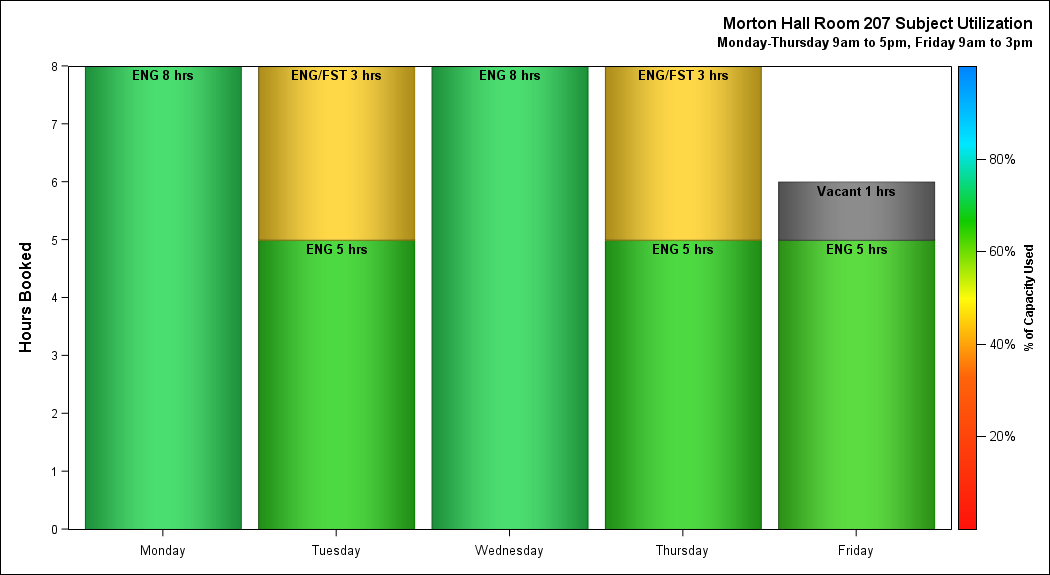 Morton Hall Room 207 Subject Utilization
Monday-Thursday 9am to 5pm, Friday 9am to 3pm
Hours Booked
8
7
6
5
4
3
2
1
0
ENG 8 hrs
ENG/FST 3 hrs
ENG 5 hrs
ENG 8 hrs
ENG/FST 3 hrs
ENG 5 hrs
Vacant 1 hrs
ENG 5 hrs
Monday
Tuesday
Wednesday
Thursday
Friday
80%
60%
40%
20%
% of Capacity Used